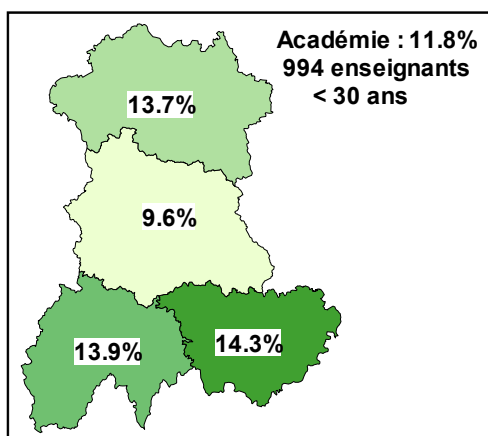 Académie : 11.8%
994 enseignants
< 30 ans
13.7%
9.6%
13.9%
14.3%